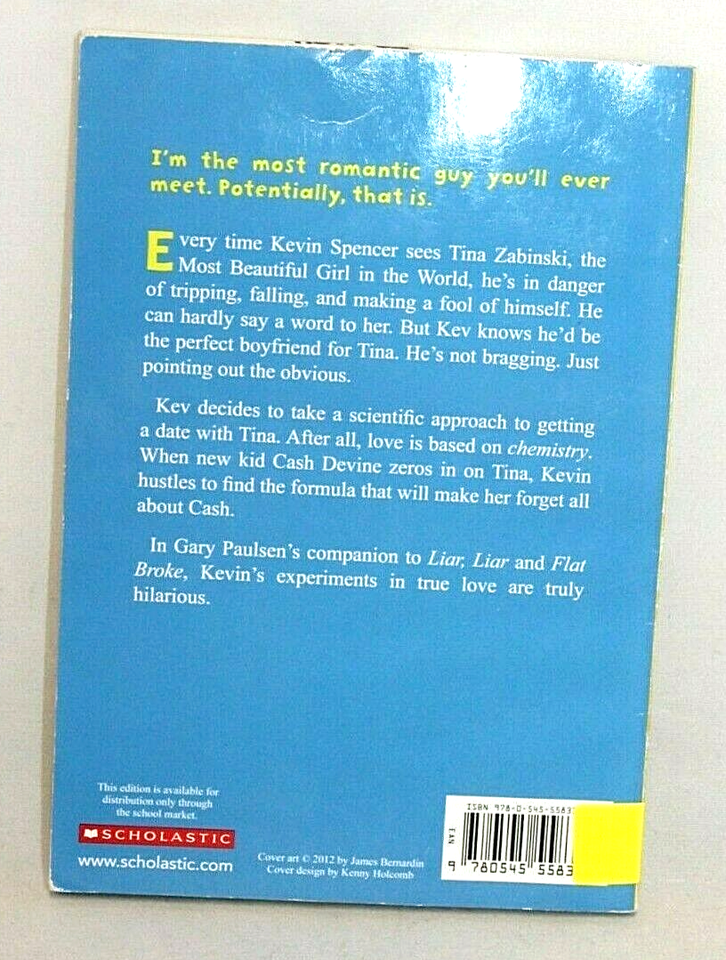 I'm the most romantic guy you'll ever
meet. Potentially, that is.
Every time Kevin Spencer sees Tina Zabinski, the
Most Beautiful Girl in the World, he's in danger
of tripping, falling, and making a fool of himself. He
can hardly say a word to her. But Kev knows he'd be
the perfect boyfriend for Tina. He's not bragging. Just
pointing out the obvious.
Kev decides to take a scientific approach to getting
a date with Tina. After all, love is based on chemistry.
When new kid Cash Devine zeros in on Tina, Kevin
hustles to find the formula that will make her forget all
about Cash.
In Gary Paulsen's companion to Liar, Liar and Flat
Broke, Kevin's experiments in true love are truly
hilarious.
This edition is available for
distribution only through
the school market.
SCHOLASTIC
www.scholastic.com
Cover art © 2012 by James Bernardin
Cover design by Kenny Holcomb
ISBN 978-0-545-5583
EAN
9 780545 5583